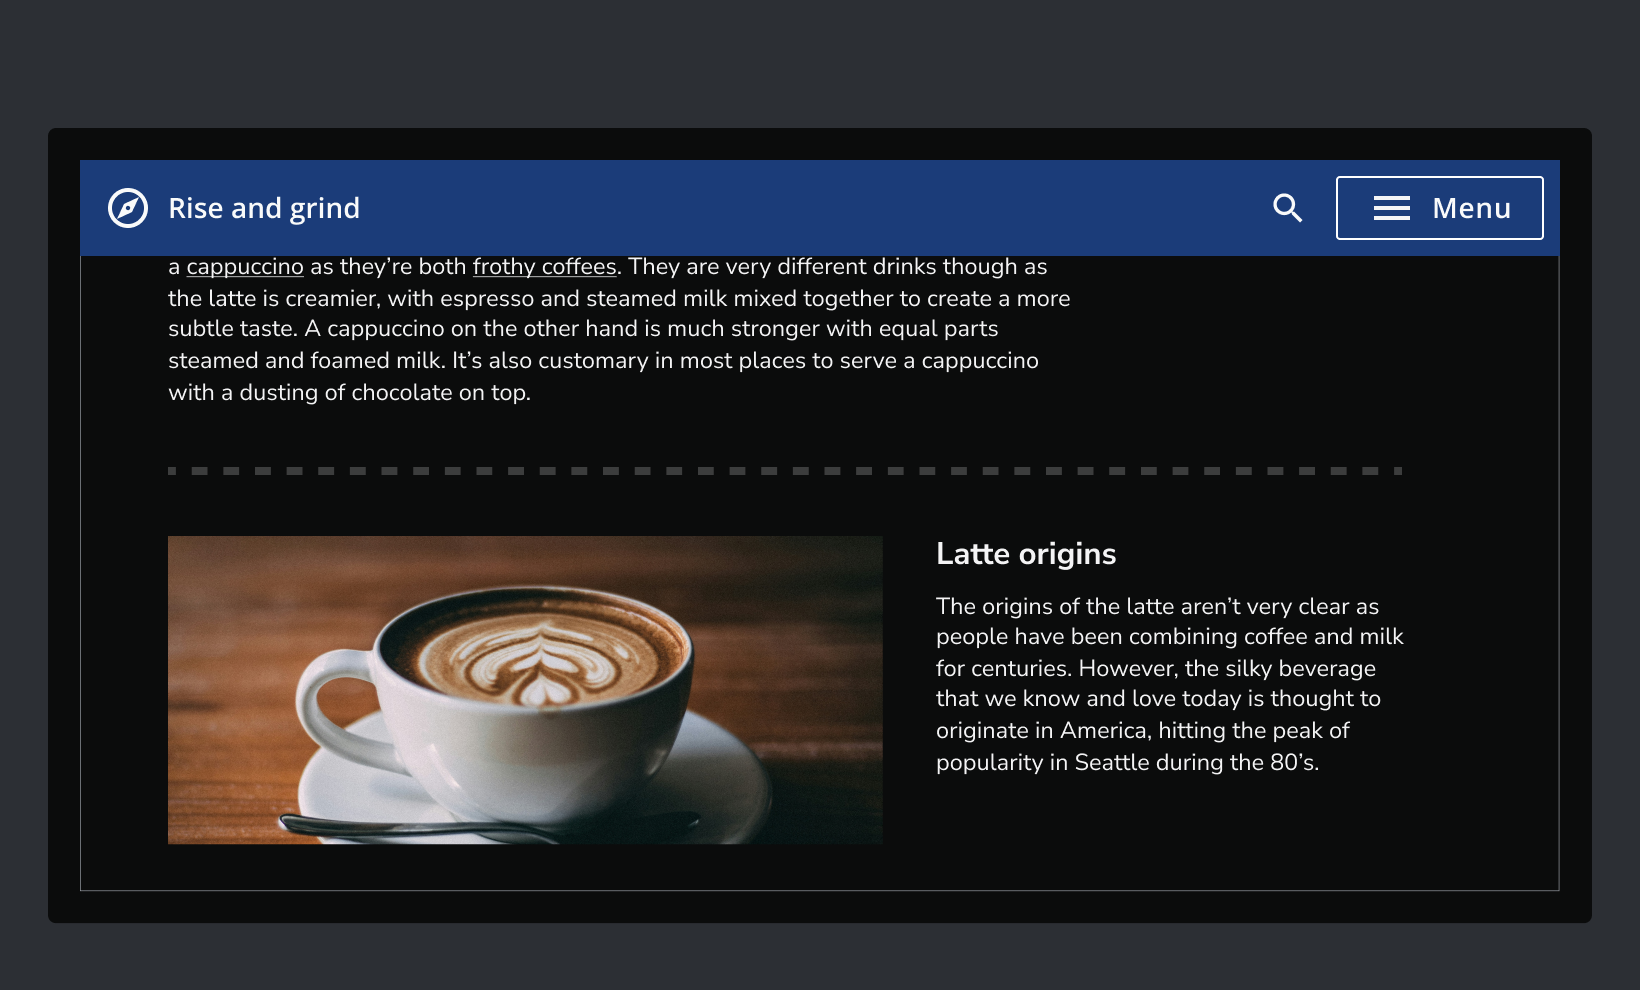 Rise and grind
Menu
a cappuccino as they’re both frothy coffees. They are very different drinks though as
the latte is creamier, with espresso and steamed milk mixed together to create a more
subtle taste. A cappuccino on the other hand is much stronger with equal parts
steamed and foamed milk. It’s also customary in most places to serve a cappuccino
with a dusting of chocolate on top.
Latte origins
The origins of the latte aren’t very clear as
people have been combining coffee and milk
for centuries. However, the silky beverage
that we know and love today is thought to
originate in America, hitting the peak of
popularity in Seattle during the 80’s.